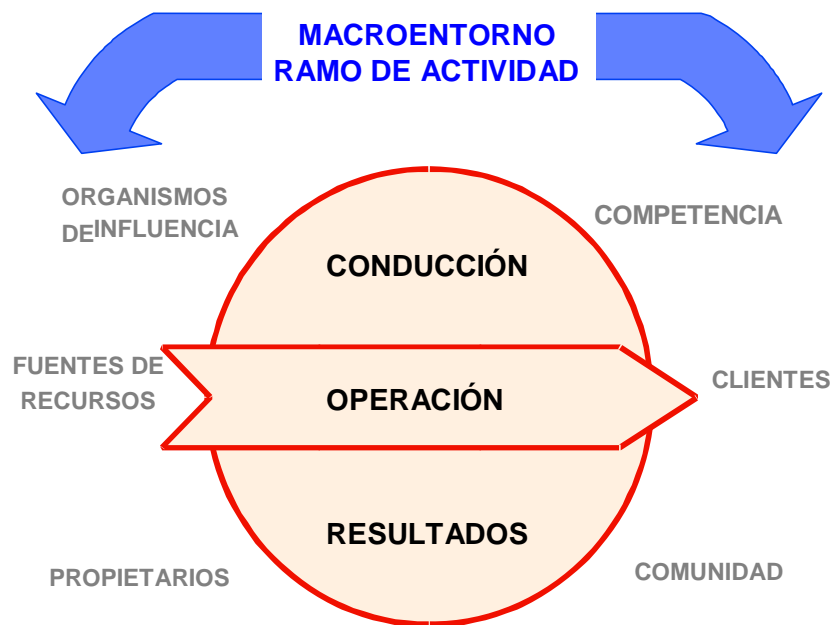 MACROENTORNO
RAMO DE ACTIVIDAD
ORGANISMOS
DE INFLUENCIA
COMPETENCIA
CONDUCCIÓN
FUENTES DE
RECURSOS
OPERACIÓN
CLIENTES
RESULTADOS
PROPIETARIOS
COMUNIDAD